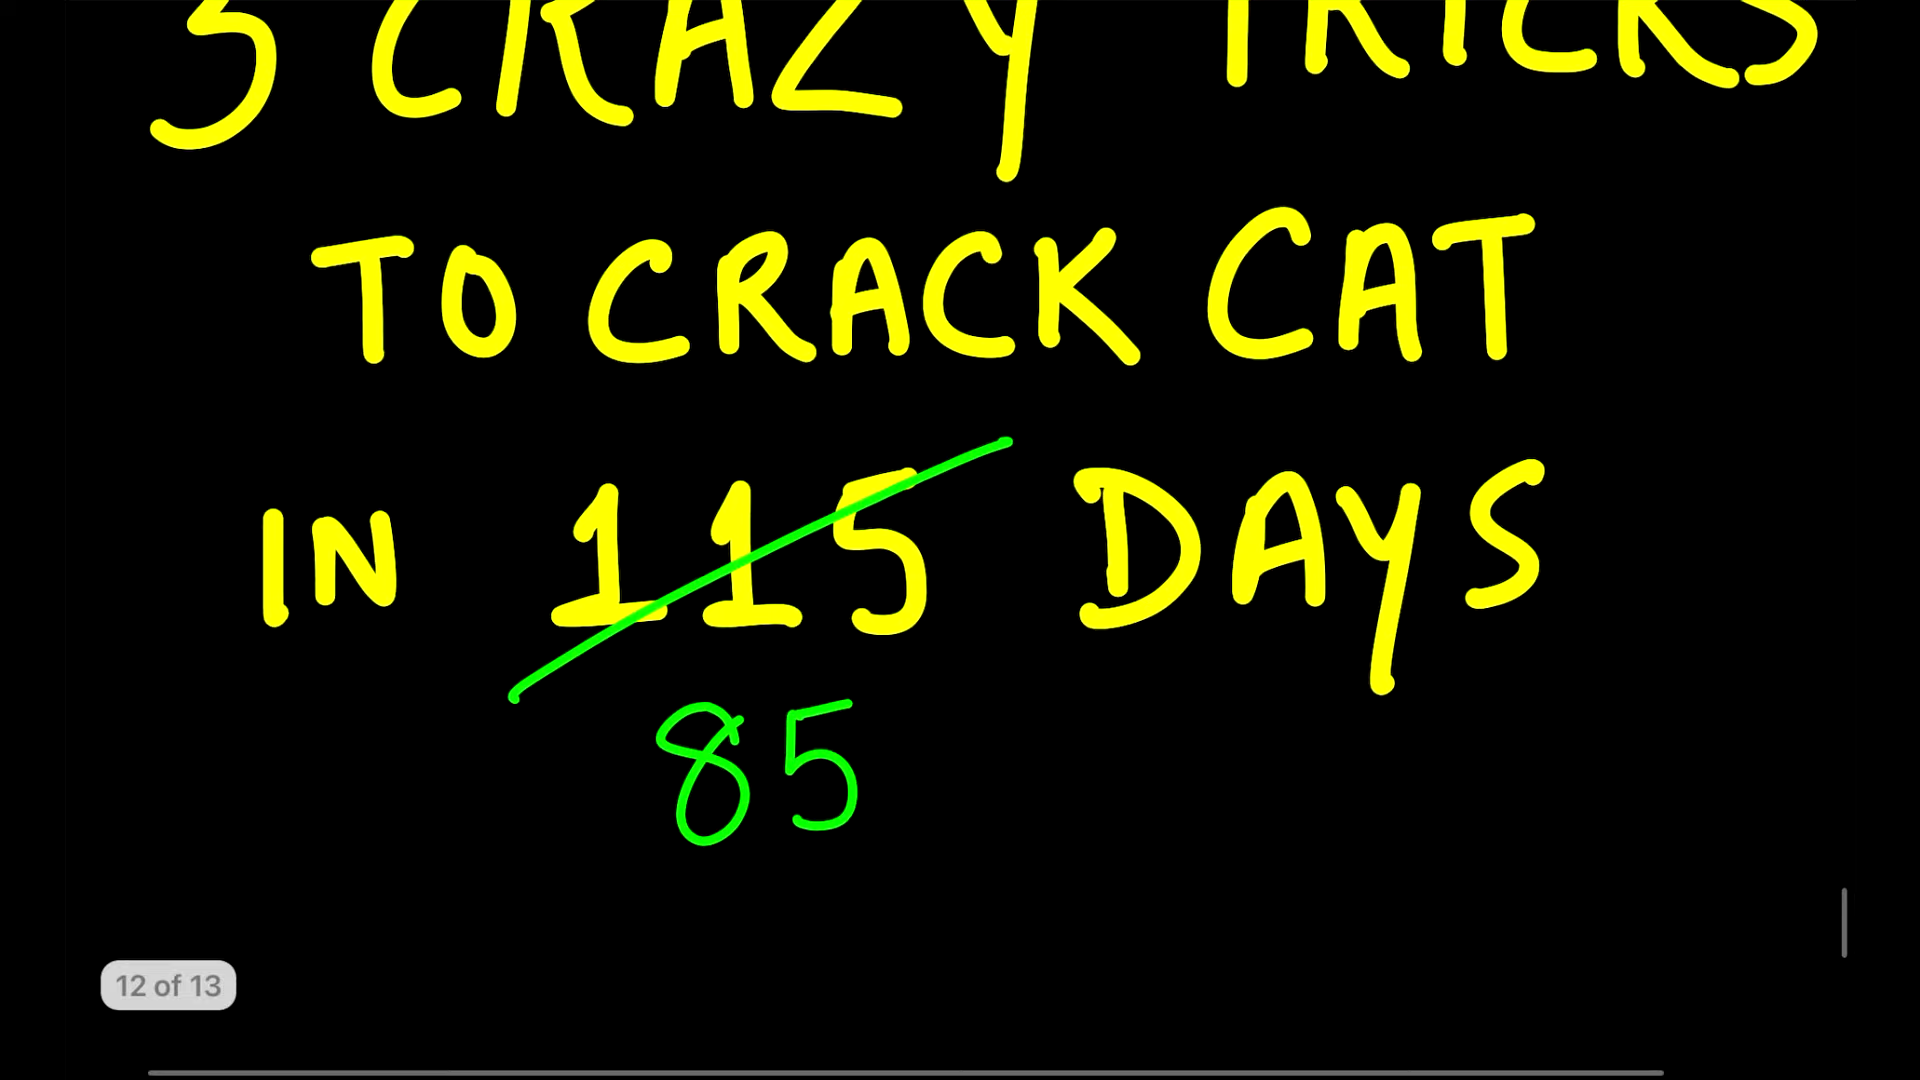 3 CRAZY TRICKS
TO CRACK CAT
IN 115 DAYS
85
12 of 13